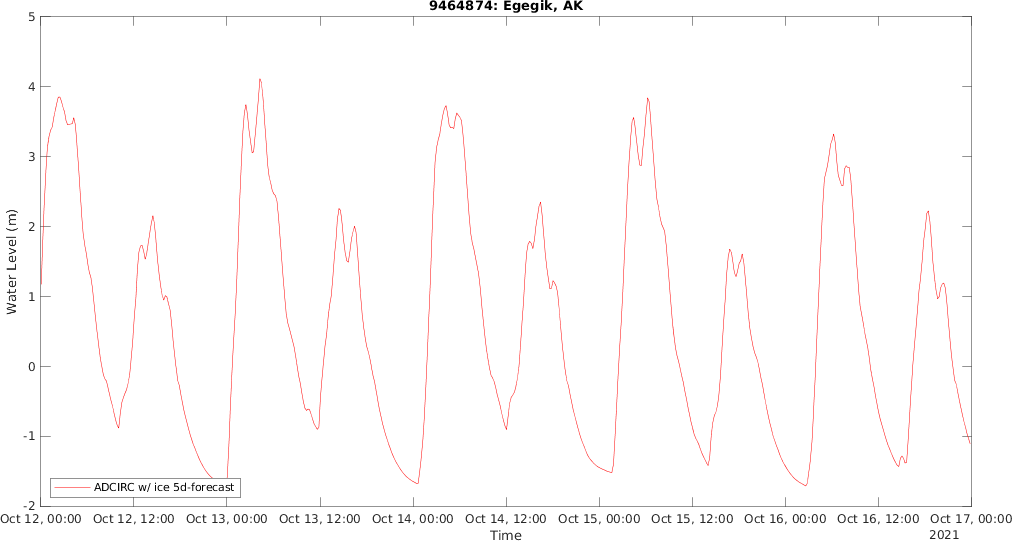 9464874: Egegik, AK
5
4
3
2
1
0
-1
-2
Water Level (m)
ADCIRC w/ ice 5d-forecast
Oct 12, 00:00 Oct 12, 12:00 Oct 13, 00:00 Oct 13, 12:00 Oct 14, 00:00 Oct 14, 12:00 Oct 15, 00:00 Oct 15, 12:00 Oct 16, 00:00 Oct 16, 12:00 Oct 17, 00:00
Time
2021